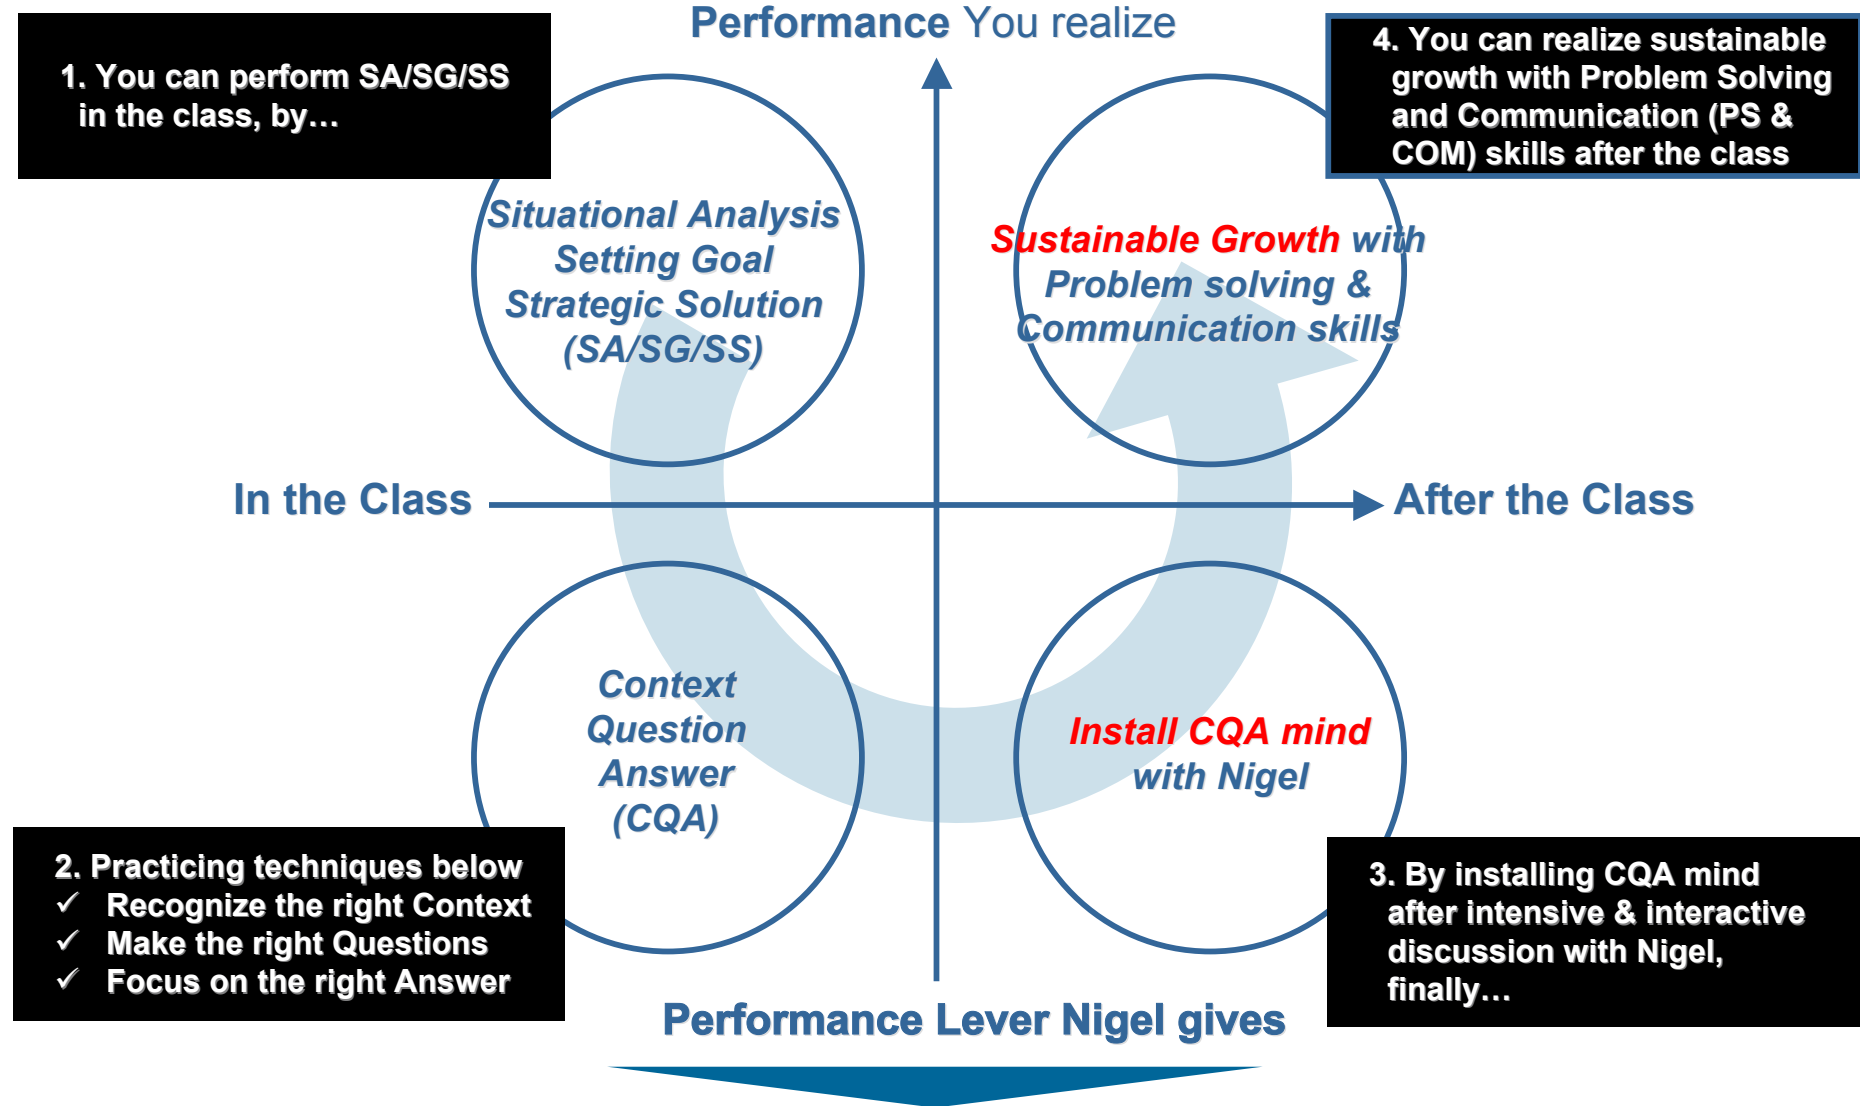 Performance You realize
1. You can perform SA/SG/SS
in the class, by…
4. You can realize sustainable
growth with Problem Solving
and Communication (PS &
COM) skills after the class
Situational Analysis
Setting Goal
Strategic Solution
(SA/SG/SS)
Sustainable Growth with
Problem solving &
Communication skills
In the Class
After the Class
Context
Question
Answer
(CQA)
Install CQA mind
with Nigel
2. Practicing techniques below
✓ Recognize the right Context
✓ Make the right Questions
✓ Focus on the right Answer
3. By installing CQA mind
after intensive & interactive
discussion with Nigel,
finally…
Performance Lever Nigel gives